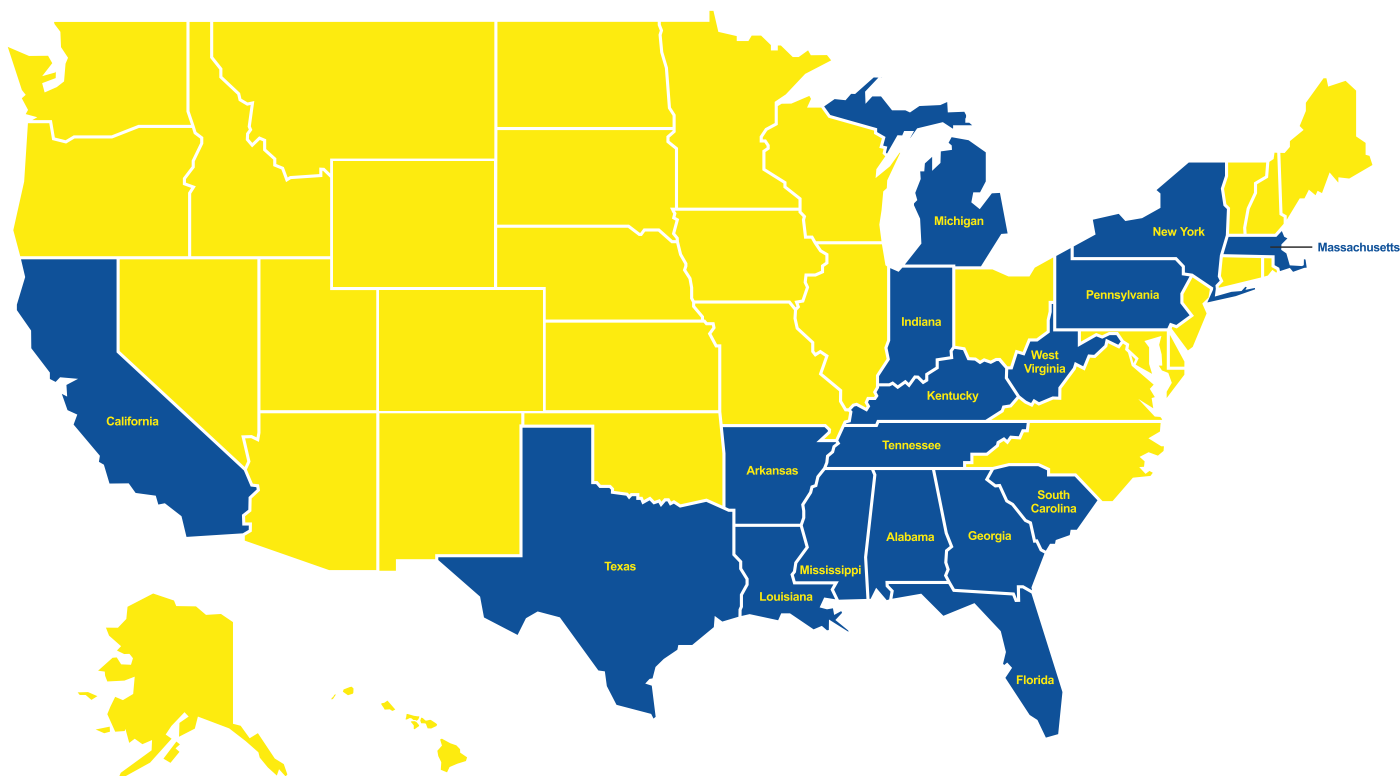 Michigan
New York
Massachusetts
Pennsylvania
Indiana
West
Virginia
Kentucky
California
Tennessee
Arkansas
South
Carolina
Georgia
Alabama
Texas
Mississippi
Louisiana
Florida